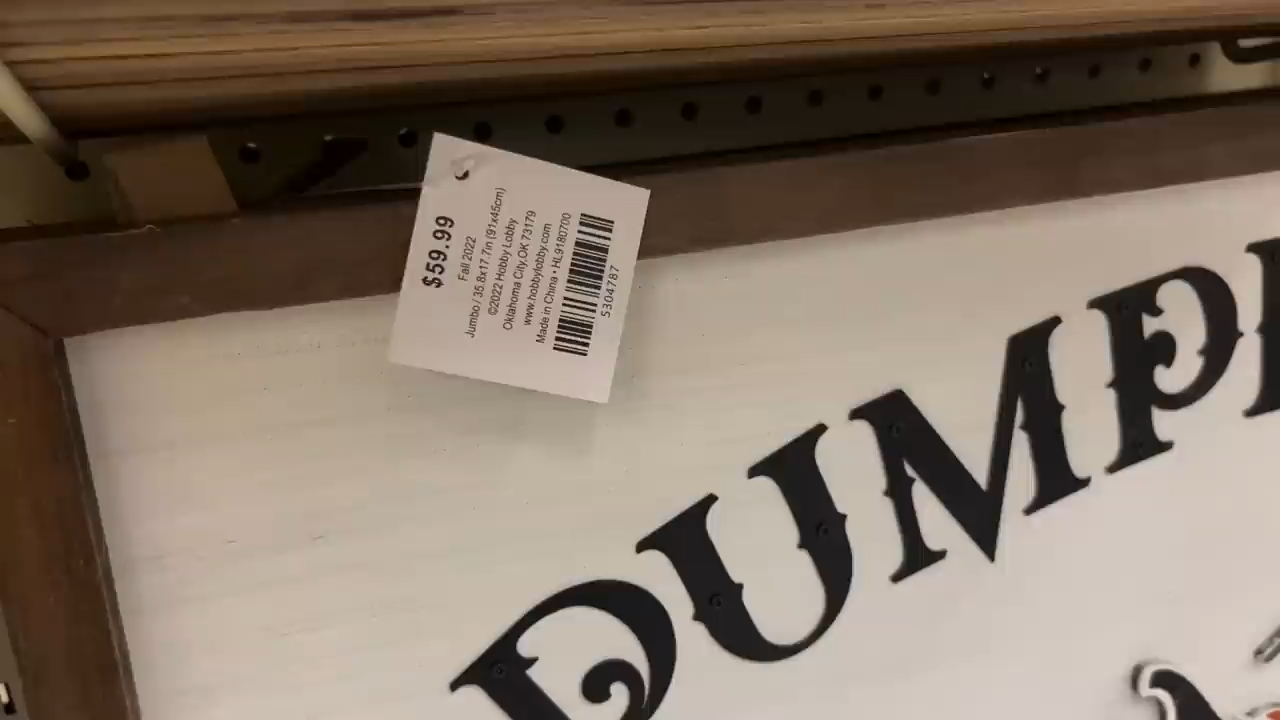 $59.99
Fall 2022
Jumbo / 35.8x17.7in (91x45cm)
©2022 Hobby Lobby
Oklahoma City,OK 73179
www.hobbylobby.com
Made in China • HL9180700
5304787
DUMP